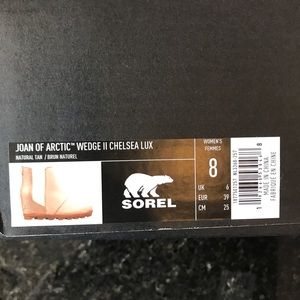 JOAN OF ARCTIC™ WEDGE II CHELSEA LUX
NATURAL TAN / BRUN NATUREL
SOREL
WOMEN'S
FEMMES
8
UK 6
EUR 39
CM 25
MADE IN CHINA
FABRIQUÉ EN CHINE